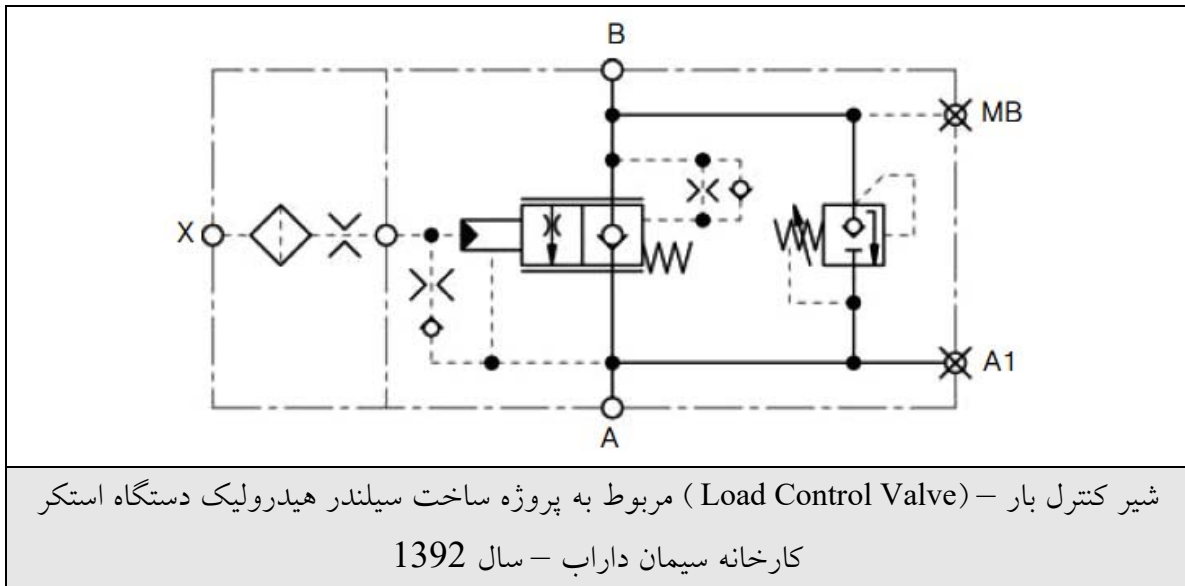 B
MB
X
A1
A
شیر کنترل بار – (Load Control Valve ) مربوط به پروژه ساخت سیلندر هیدرولیک دستگاه استکر
کارخانه سیمان داراب – سال 1392